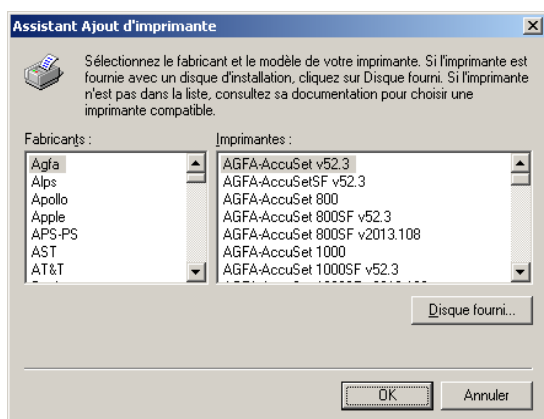 Assistant Ajout d'imprimante
Sélectionnez le fabricant et le modèle de votre imprimante. Si l'imprimante est
fournie avec un disque d'installation, cliquez sur Disque fourni. Si l'imprimante
n'est pas dans la liste, consultez sa documentation pour choisir une
imprimante compatible.
Fabricants :
Agfa
Alps
Apollo
Apple
APS-PS
AST
AT&T
Imprimantes :
AGFA-AccuSet v52.3
AGFA-AccuSetSF v52.3
AGFA-AccuSet 800
AGFA-AccuSet 800SF v52.3
AGFA-AccuSet 800SF v2013.108
AGFA-AccuSet 1000
AGFA-AccuSet 1000SF v52.3
Disque fourni...
OK
Annuler